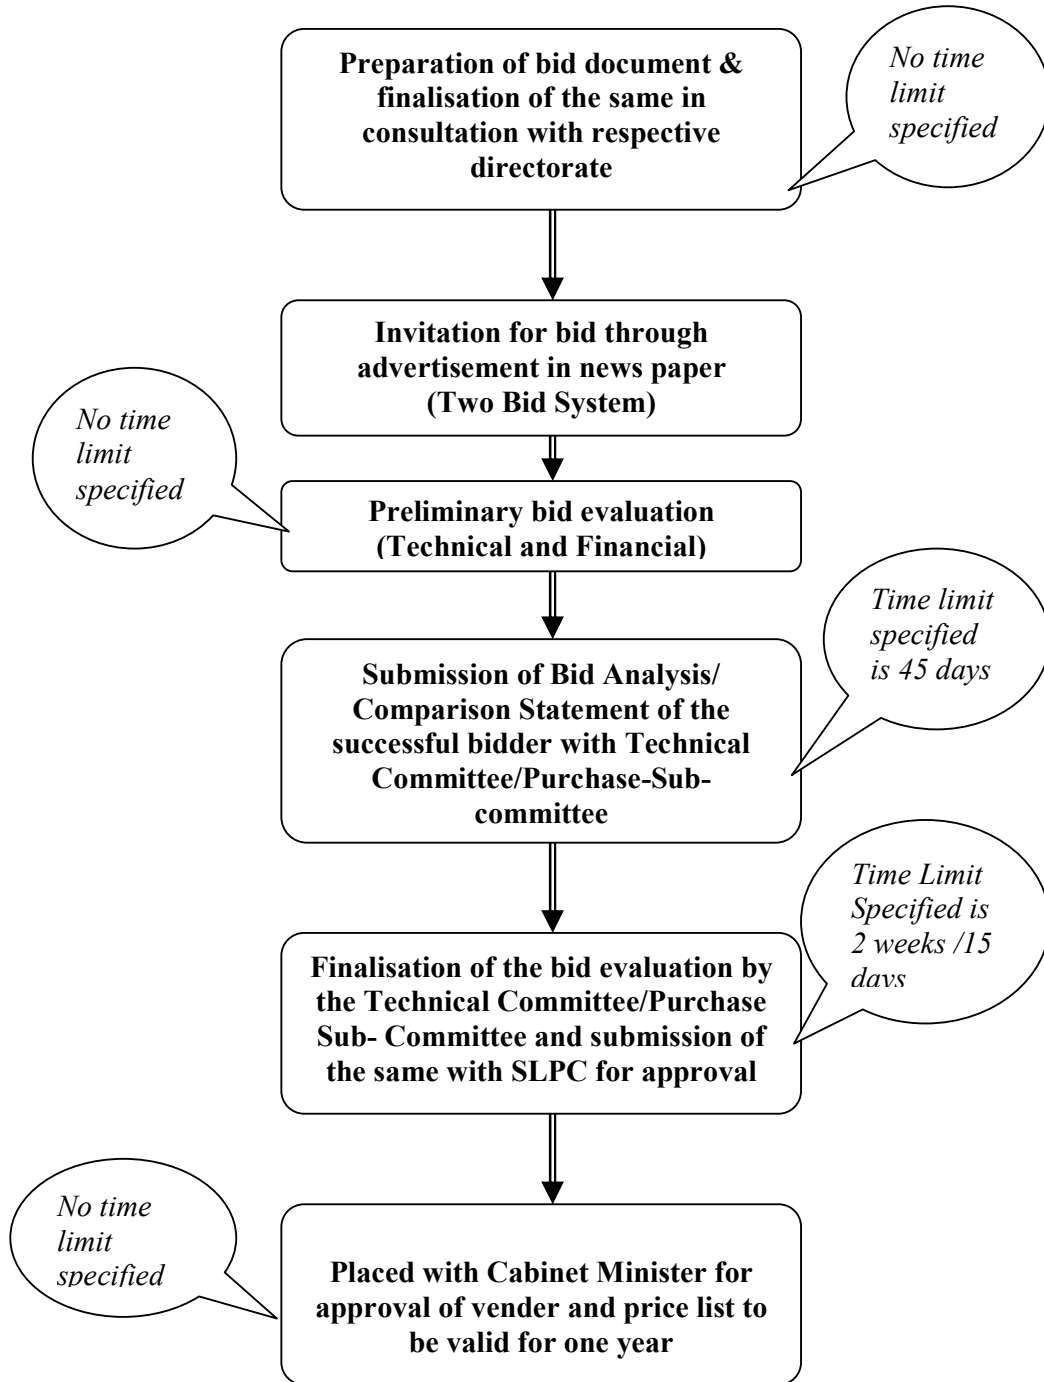 Preparation of bid document &
finalisation of the same in
consultation with respective
directorate
No time
limit
specified
Invitation for bid through
advertisement in news paper
(Two Bid System)
No time
limit
specified
Preliminary bid evaluation
(Technical and Financial)
Time limit
specified
is 45 days
Submission of Bid Analysis/
Comparison Statement of the
successful bidder with Technical
Committee/Purchase-Sub-
committee
Time Limit
Specified is
2 weeks /15
days
Finalisation of the bid evaluation by
the Technical Committee/Purchase
Sub- Committee and submission of
the same with SLPC for approval
No time
limit
specified
Placed with Cabinet Minister for
approval of vender and price list to
be valid for one year